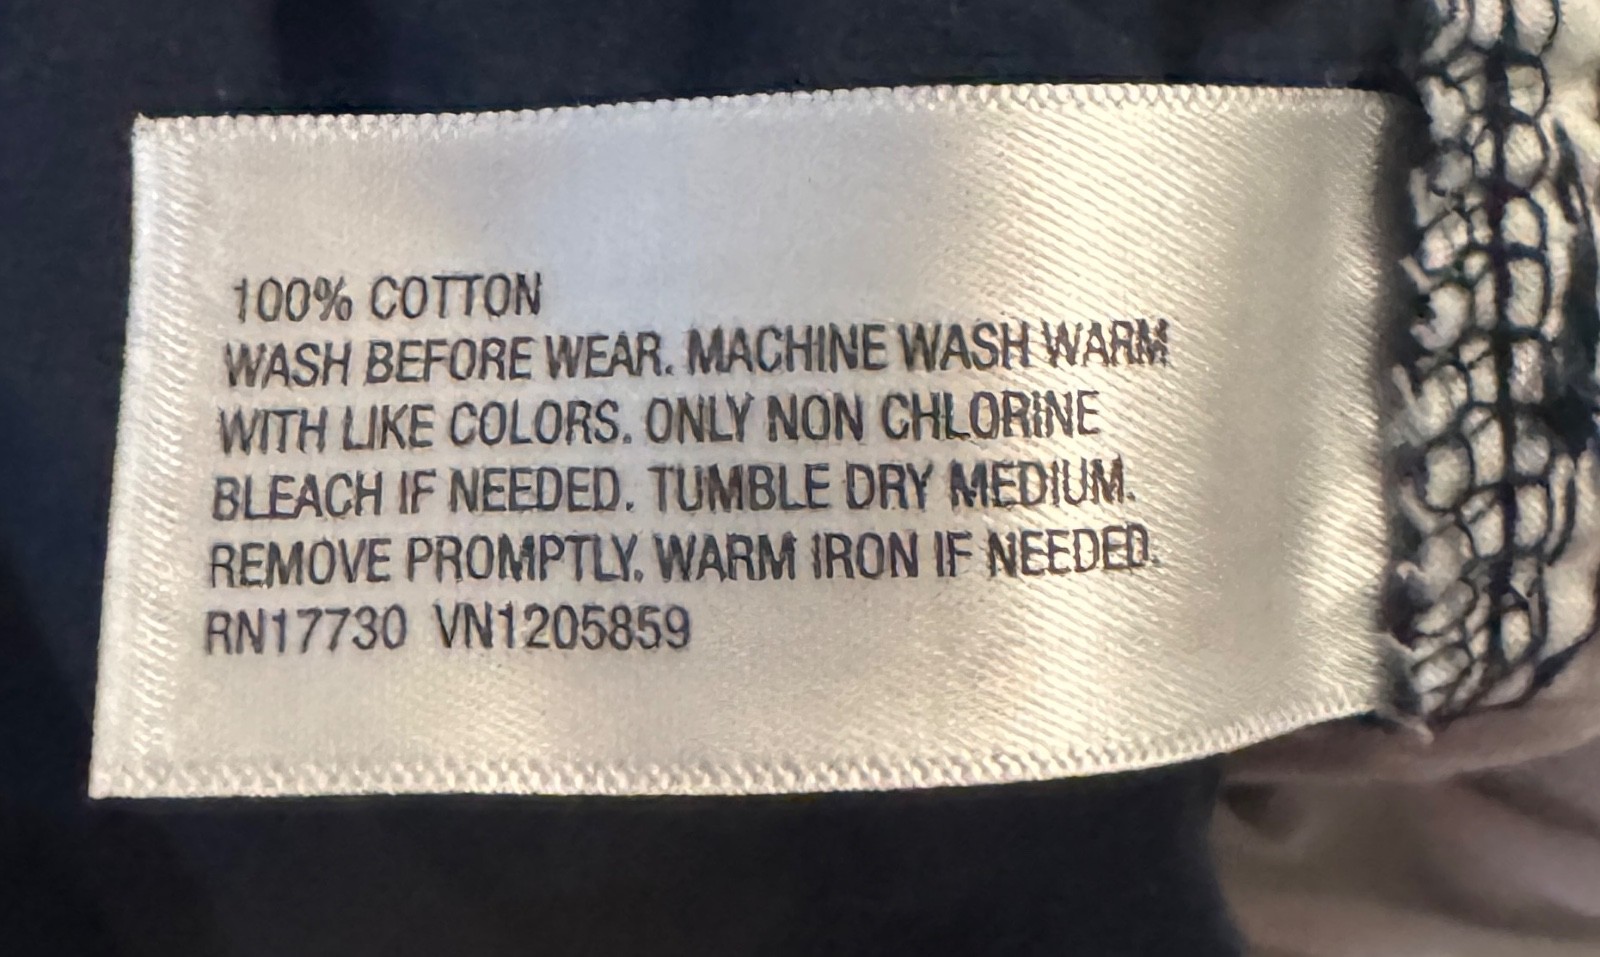 100% COTTON
WASH BEFORE WEAR. MACHINE WASH WARM
WITH LIKE COLORS. ONLY NON CHLORINE
BLEACH IF NEEDED. TUMBLE DRY MEDIUM.
REMOVE PROMPTLY. WARM IRON IF NEEDED.
RN17730 VN1205859